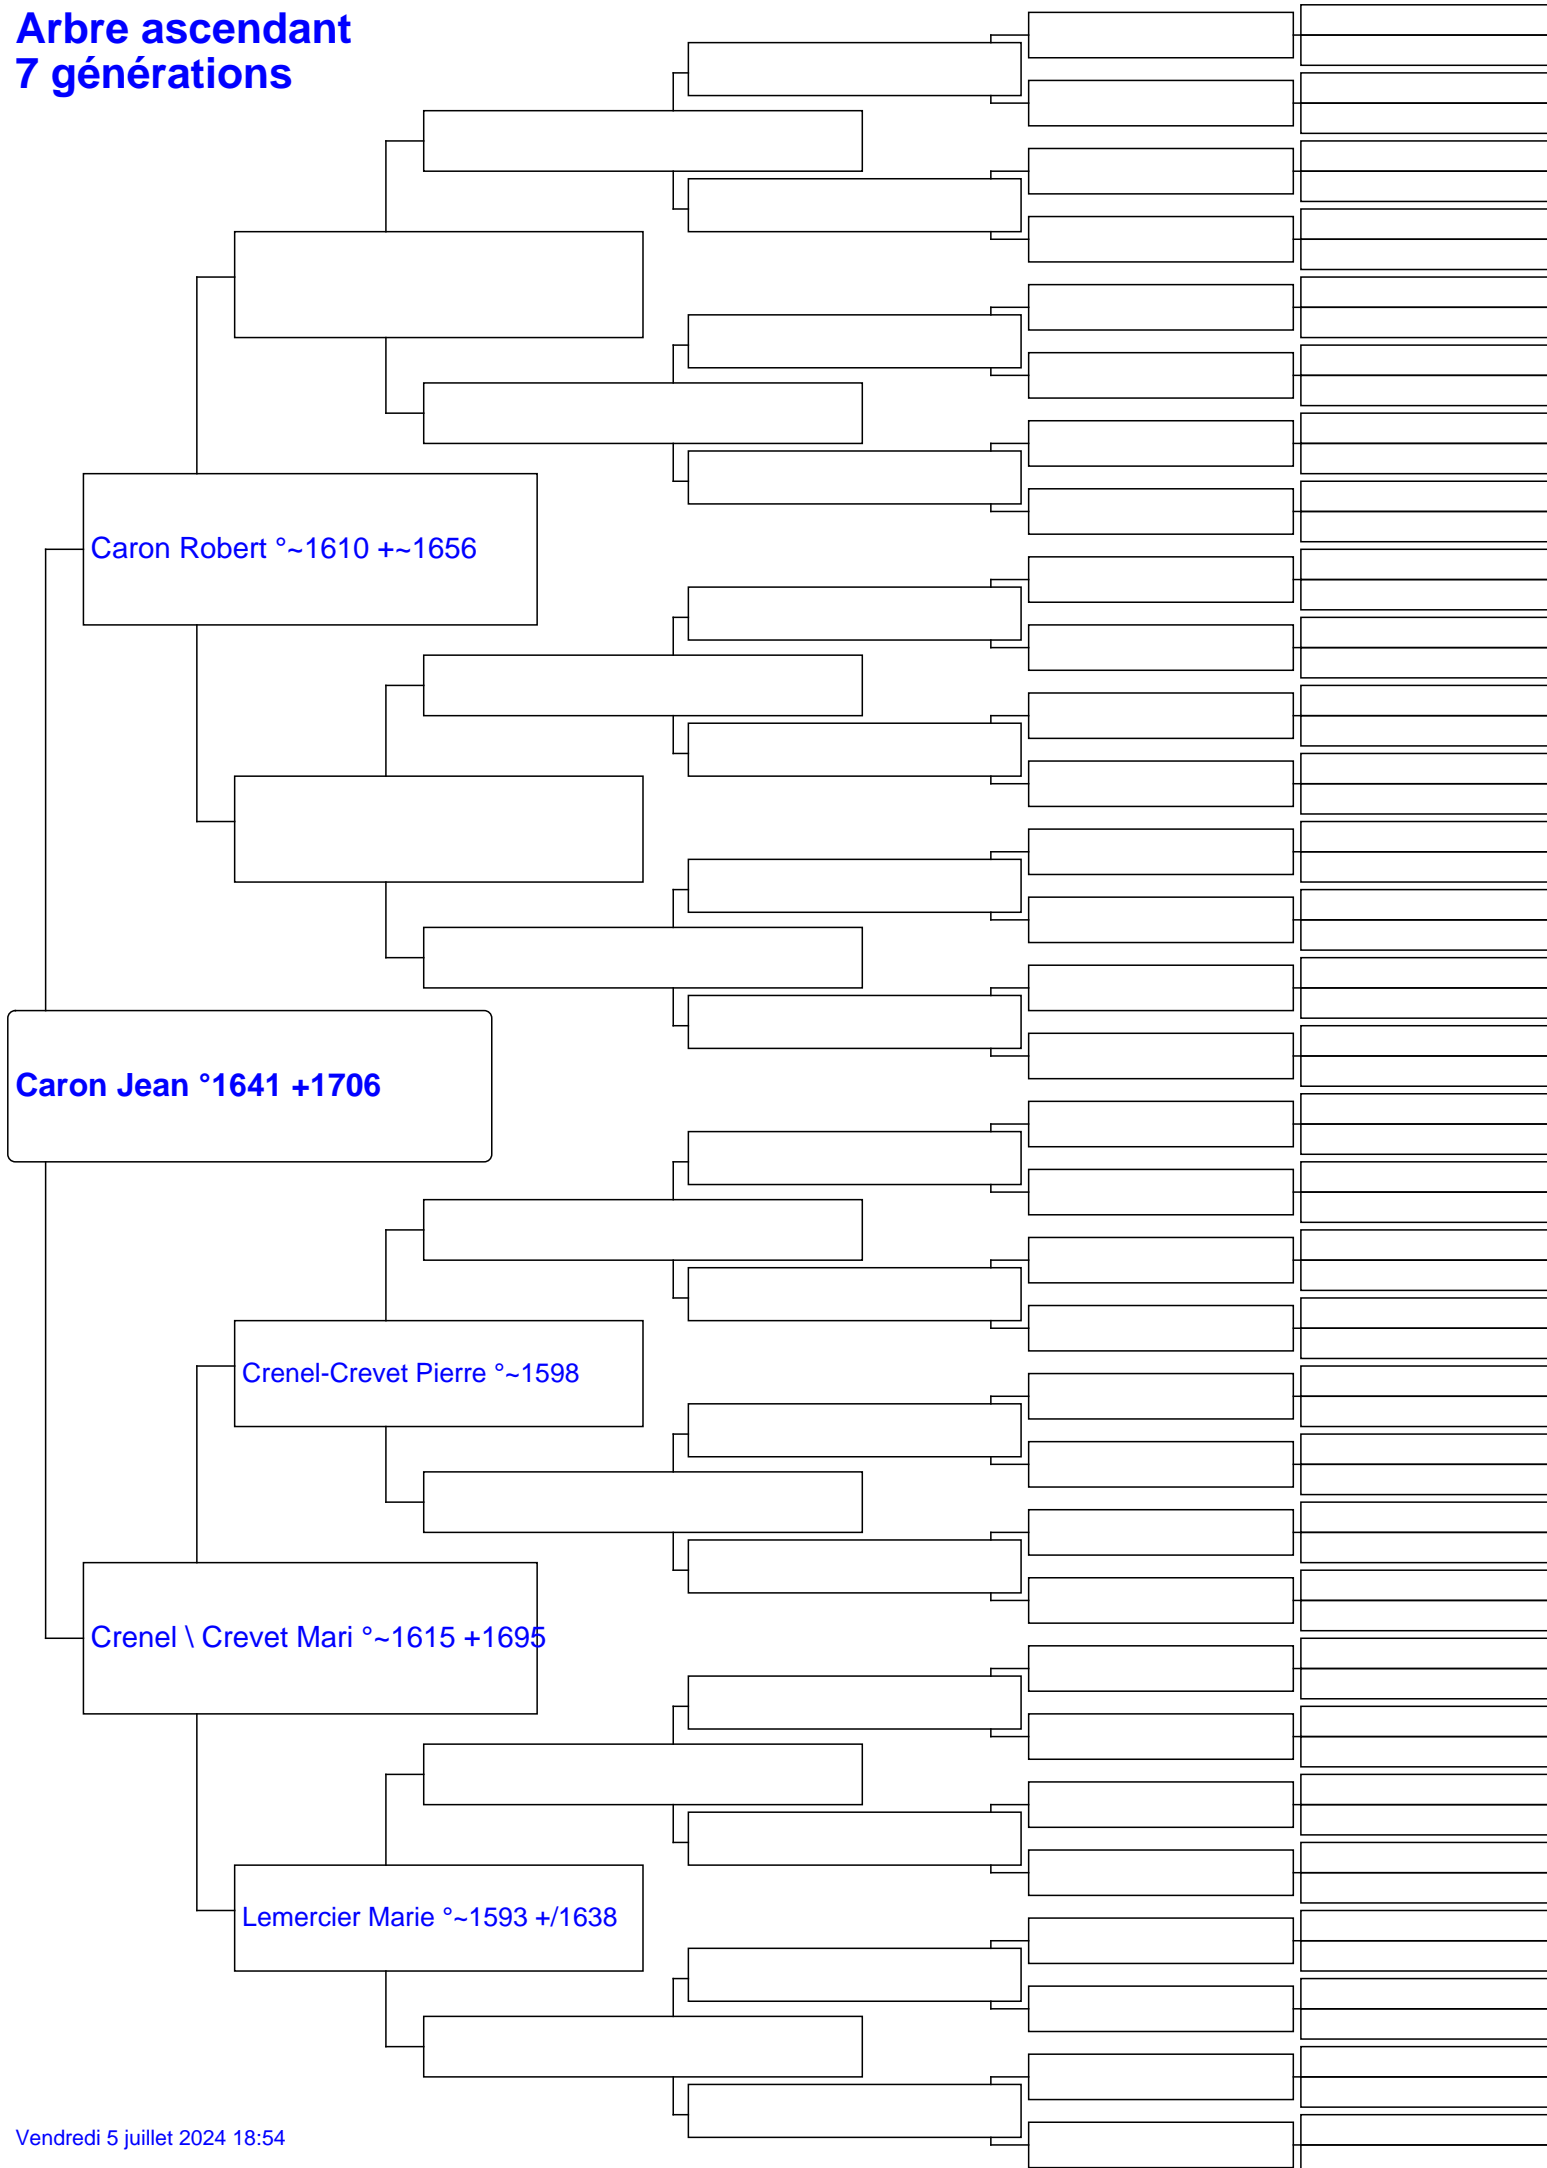 Arbre ascendant
7 générations
Caron Robert °~1610 +~1656
Caron Jean °1641 +1706
Crenel-Crevet Pierre °~1598
Crenel \ Crevet Mari °~1615 +1695
Lemercier Marie °~1593 +/1638
Vendredi 5 juillet 2024 18:54